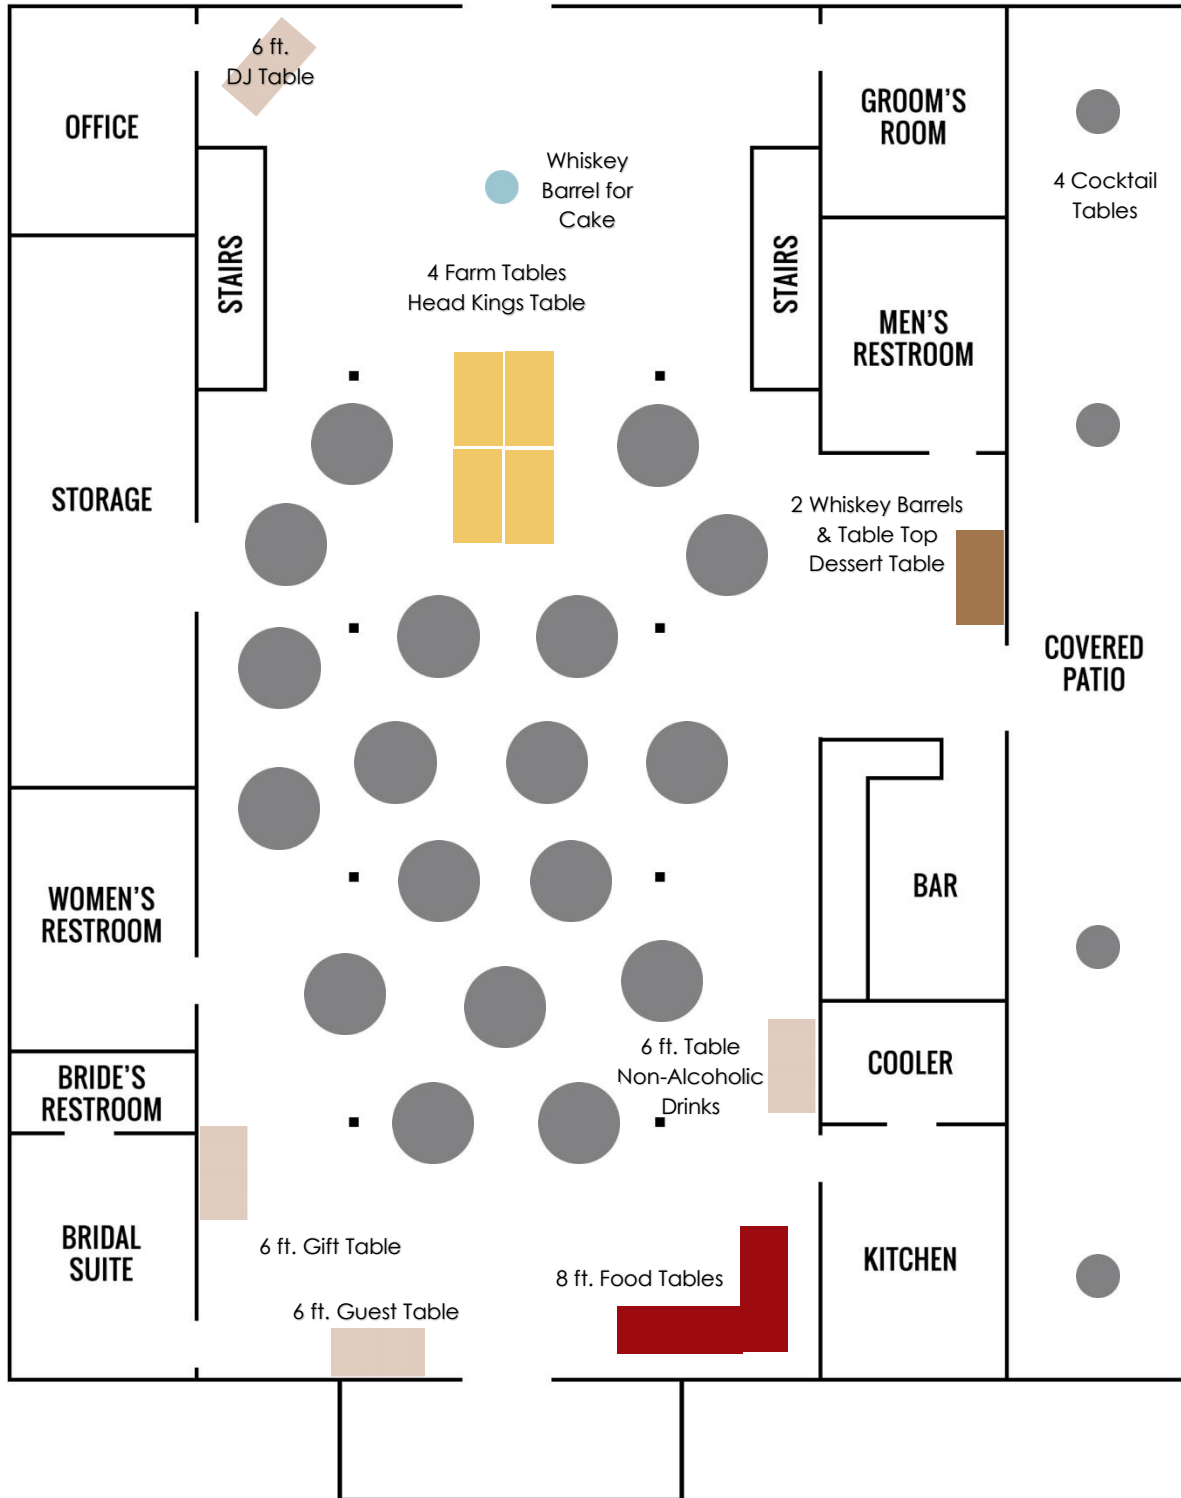 6 ft.
DJ Table
OFFICE
GROOM'S
ROOM
Whiskey
Barrel for
Cake
4 Cocktail
Tables
STAIRS
STAIRS
4 Farm Tables
Head Kings Table
MEN'S
RESTROOM
STORAGE
2 Whiskey Barrels
& Table Top
Dessert Table
COVERED
PATIO
WOMEN'S
RESTROOM
BAR
6 ft. Table
Non-Alcoholic
Drinks
COOLER
BRIDE'S
RESTROOM
BRIDAL
SUITE
6 ft. Gift Table
KITCHEN
8 ft. Food Tables
6 ft. Guest Table